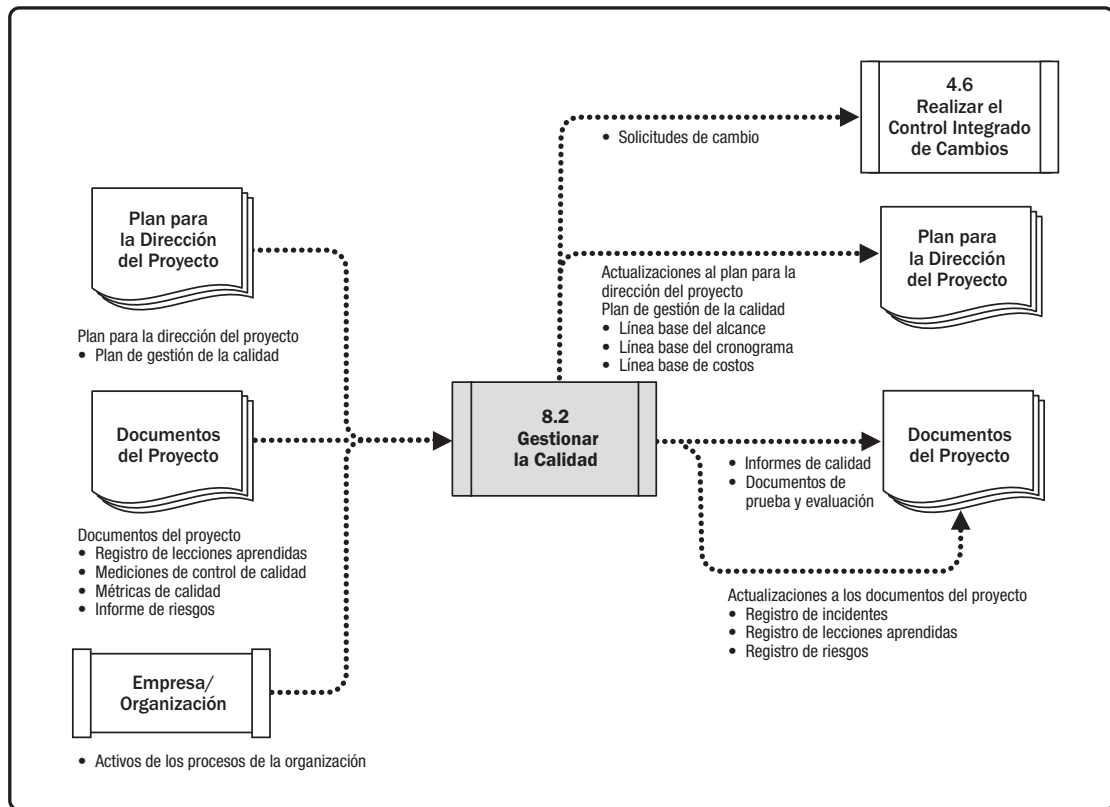 Plan para
la Dirección
del Proyecto
Plan para la dirección del proyecto
• Plan de gestión de la calidad
Documentos
del Proyecto
Documentos del proyecto
• Registro de lecciones aprendidas
• Mediciones de control de calidad
• Métricas de calidad
• Informe de riesgos
Empresa/
Organización
• Activos de los procesos de la organización
8.2
Gestionar
la Calidad
4.6
Realizar el
Control Integrado
de Cambios
• Solicitudes de cambio
Plan para
la Dirección
del Proyecto
Actualizaciones al plan para la
dirección del proyecto
Plan de gestión de la calidad
• Línea base del alcance
• Línea base del cronograma
• Línea base de costos
Documentos
del Proyecto
• Informes de calidad
• Documentos de
prueba y evaluación
Actualizaciones a los documentos del proyecto
• Registro de incidentes
• Registro de lecciones aprendidas
• Registro de riesgos